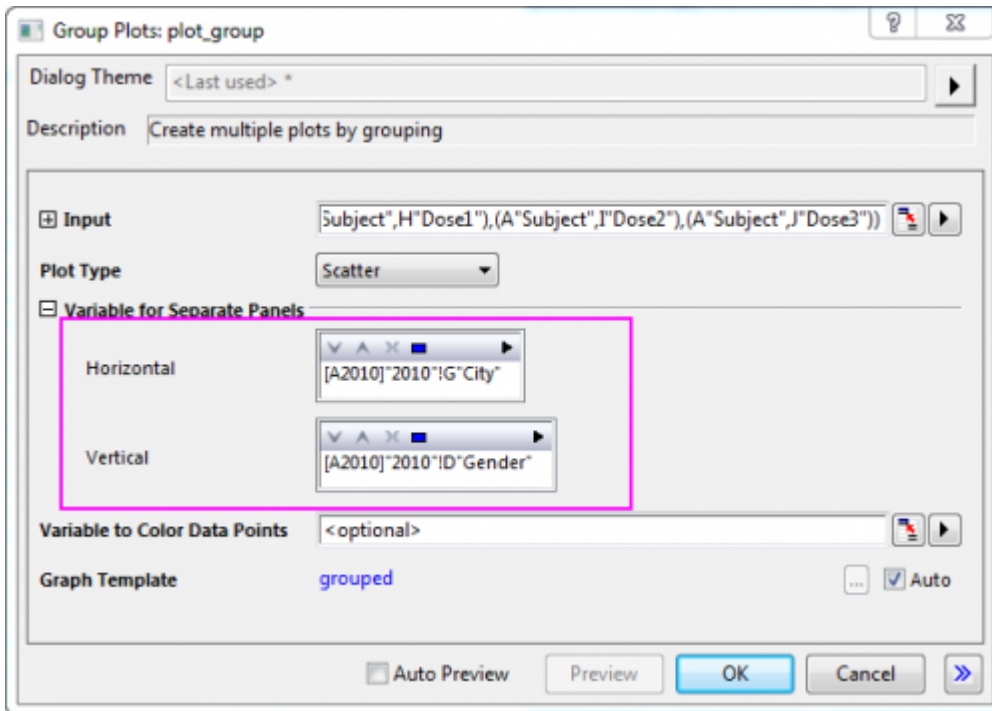 Group Plots: plot_group
Dialog Theme <Last used> *
Description Create multiple plots by grouping
Input Subject",H"Dose1"),(A"Subject",I"Dose2"),(A"Subject",J"Dose3"))
Plot Type Scatter
Variable for Separate Panels
Horizontal
[A2010]"2010"!G"City"
Vertical
[A2010]"2010"!D"Gender"
Variable to Color Data Points <optional>
Graph Template grouped ... Auto
Auto Preview Preview OK Cancel